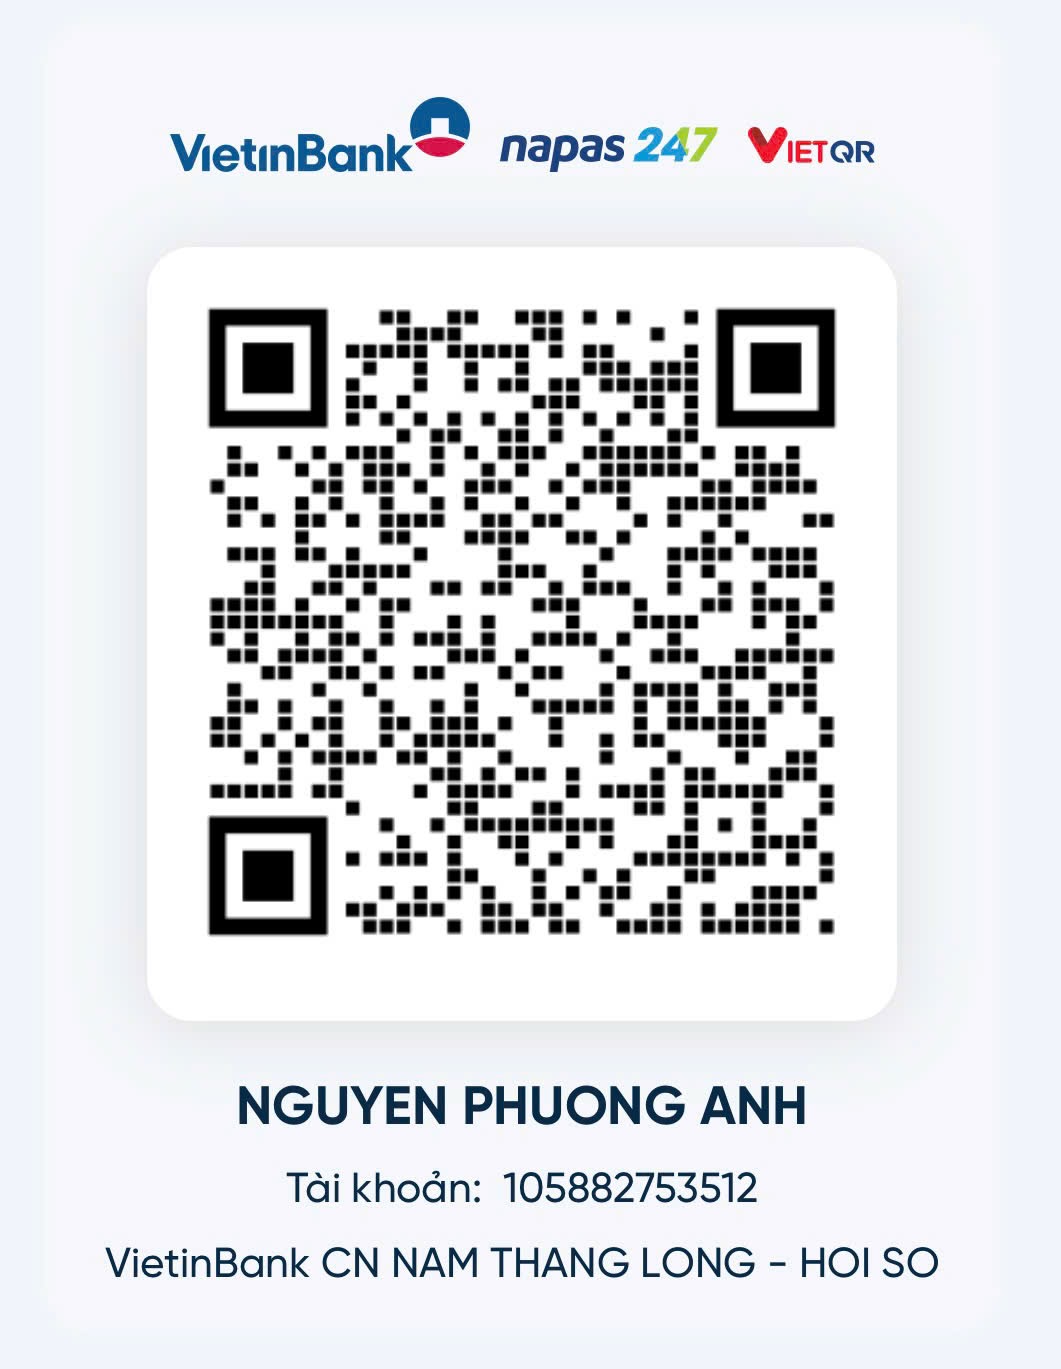 VietinBank napas 247 VIETQR
NGUYEN PHUONG ANH
Tài khoản: 105882753512
VietinBank CN NAM THANG LONG - HOI SO